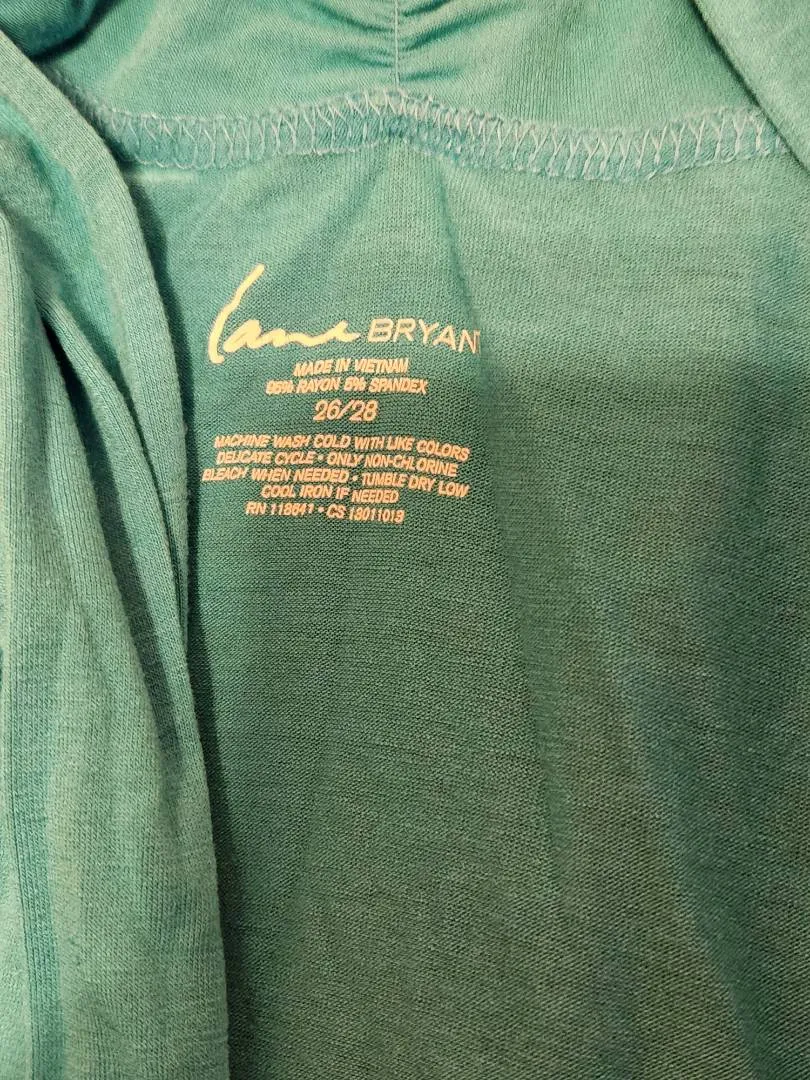 Lane BRYANT
MADE IN VIETNAM
95% RAYON 5% SPANDEX
26/28
MACHINE WASH COLD WITH LIKE COLORS
DELICATE CYCLE • ONLY NON-CHLORINE
BLEACH WHEN NEEDED • TUMBLE DRY LOW
COOL IRON IF NEEDED
RN 118641 • CS 18011019